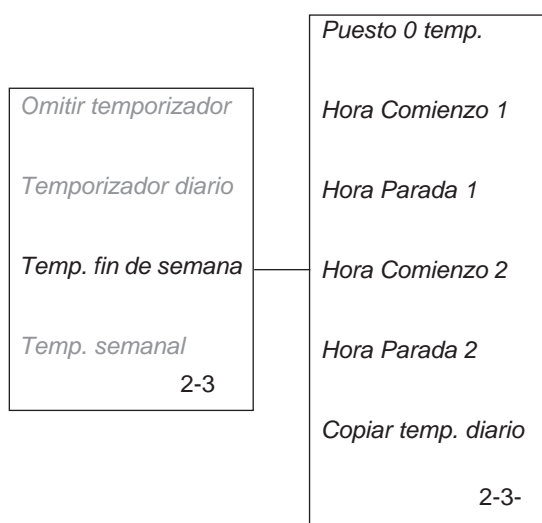 Omitir temporizador
Temporizador diario
Temp. fin de semana
Temp. semanal
2-3
Puesto 0 temp.
Hora Comienzo 1
Hora Parada 1
Hora Comienzo 2
Hora Parada 2
Copiar temp. diario
2-3-